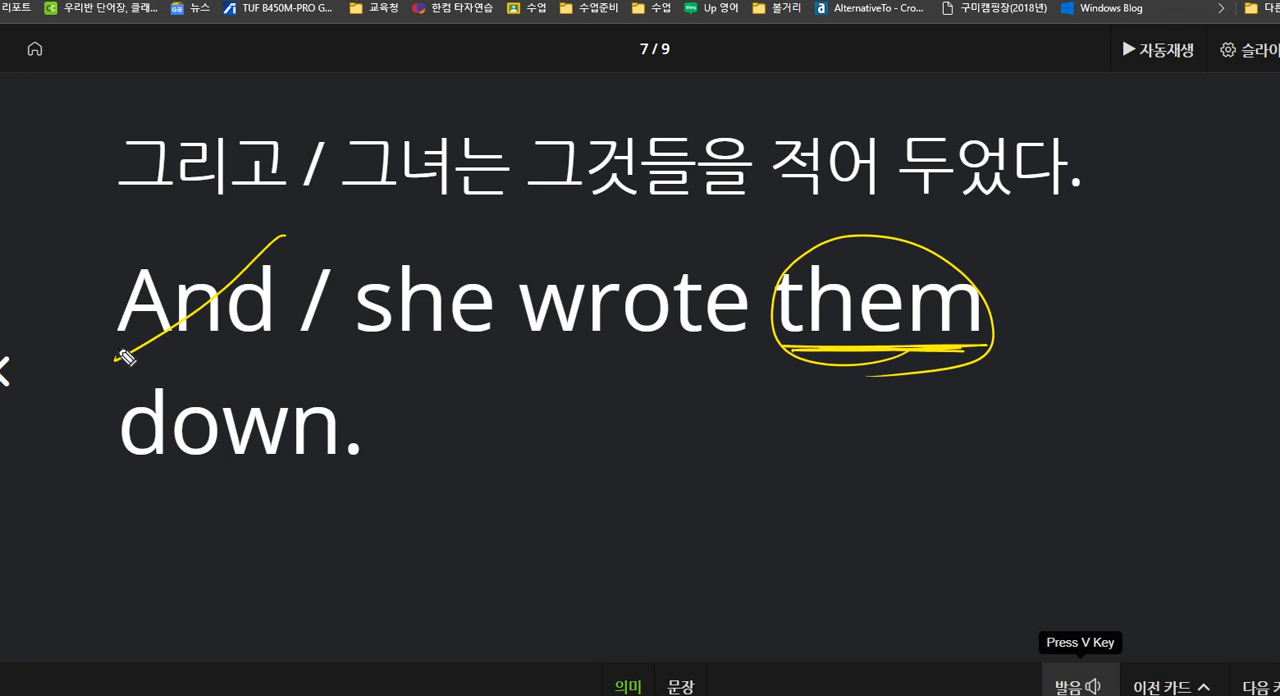 리포트 우리반 단어장, 클래... 뉴스 TUF B450M-PRO G... 교육청 한컴 타자연습 수업 수업준비 수업 Up 영어 볼거리 AlternativeTo - Cro... 구미캠핑장(2018년) Windows Blog 다른
7 / 9 자동재생 슬라이
그리고 / 그녀는 그것들을 적어 두었다.
And / she wrote them
down.
Press V Key
의미 문장 발음 이전 카드 다음